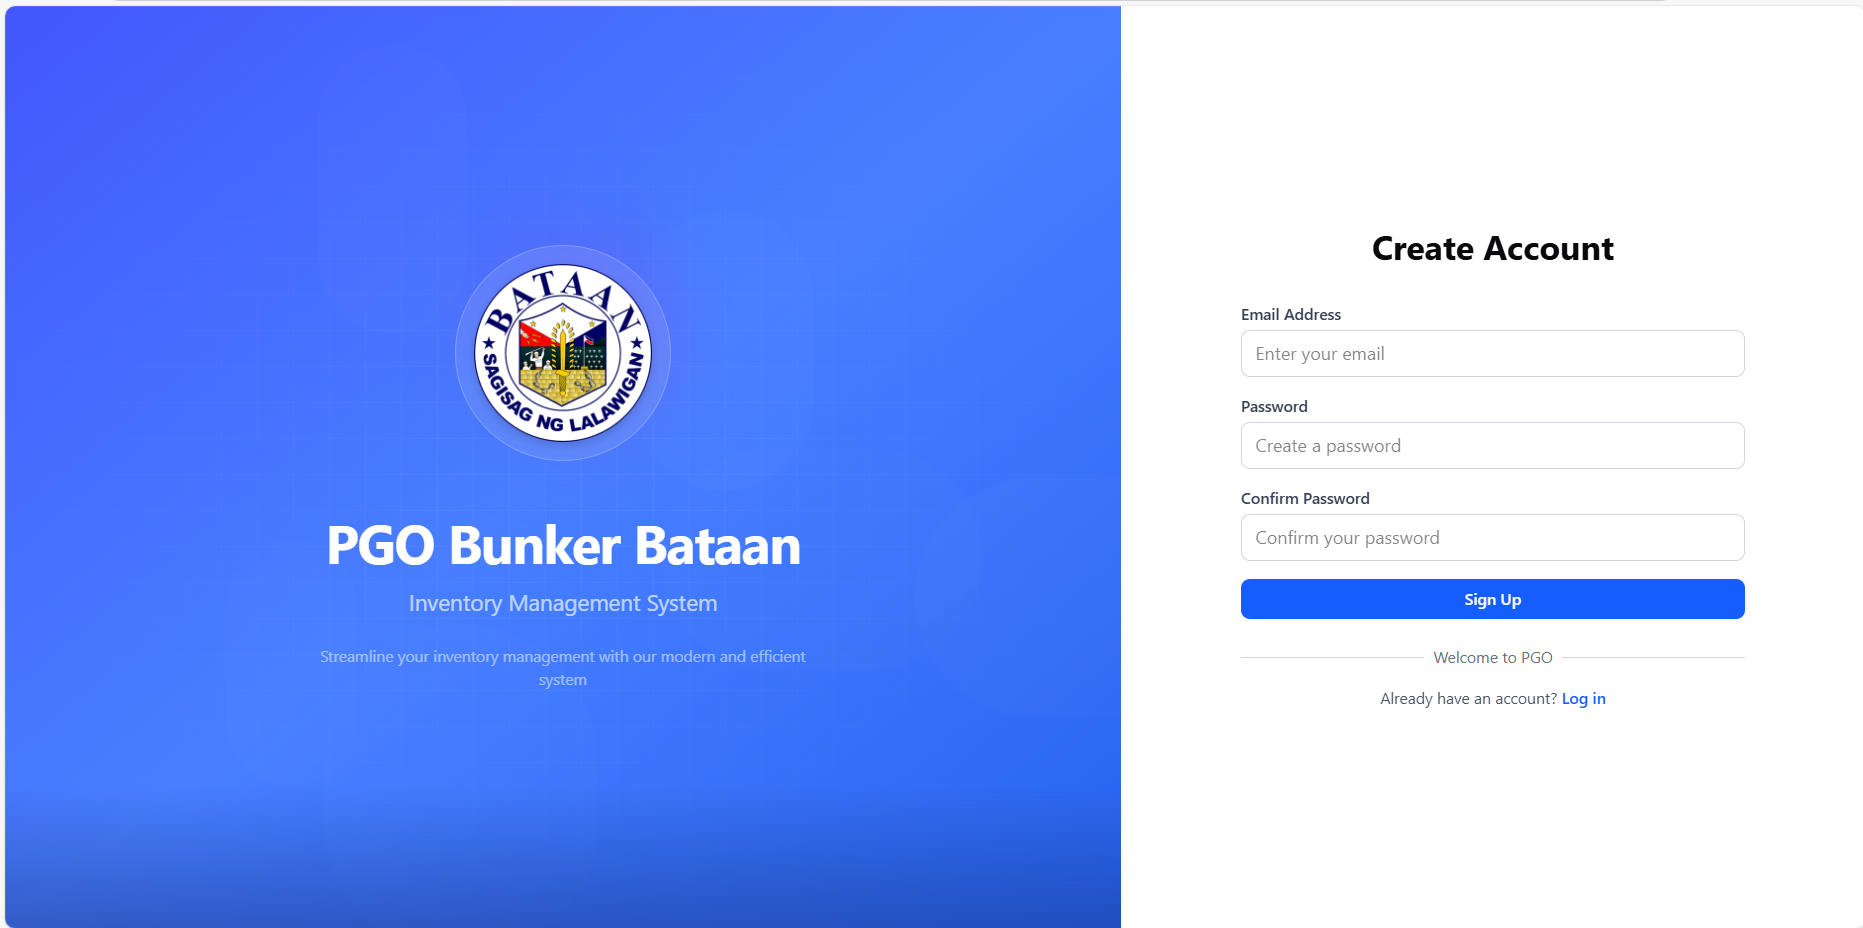 BATAAN
SAGISAG NG LALAWIGAN
PGO Bunker Bataan
Inventory Management System
Streamline your inventory management with our modern and efficient
system
Create Account
Email Address
Enter your email
Password
Create a password
Confirm Password
Confirm your password
Sign Up
Welcome to PGO
Already have an account? Log in